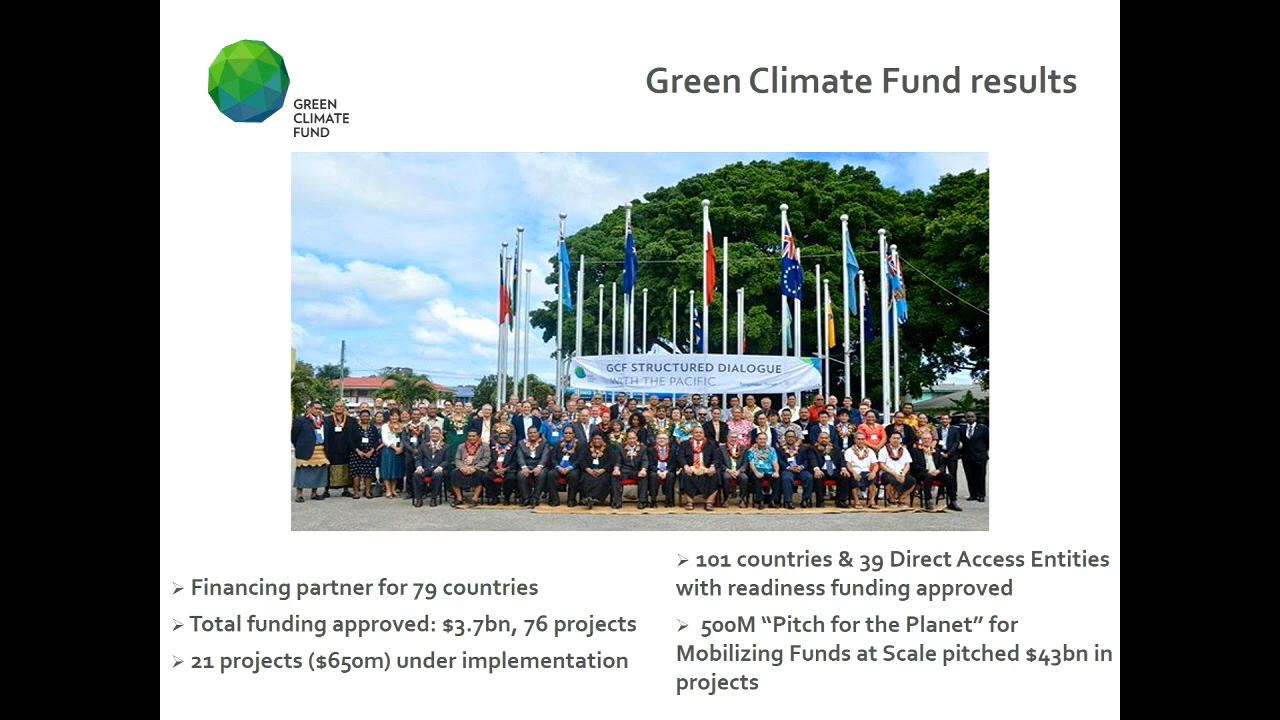 GREEN
CLIMATE
FUND
Green Climate Fund results
GCF STRUCTURED DIALOGUE
WITH THE PACIFIC
➢ Financing partner for 79 countries
➢ Total funding approved: $3.7bn, 76 projects
➢ 21 projects ($650m) under implementation
➢ 101 countries & 39 Direct Access Entities
with readiness funding approved
➢ 500M “Pitch for the Planet” for
Mobilizing Funds at Scale pitched $43bn in
projects